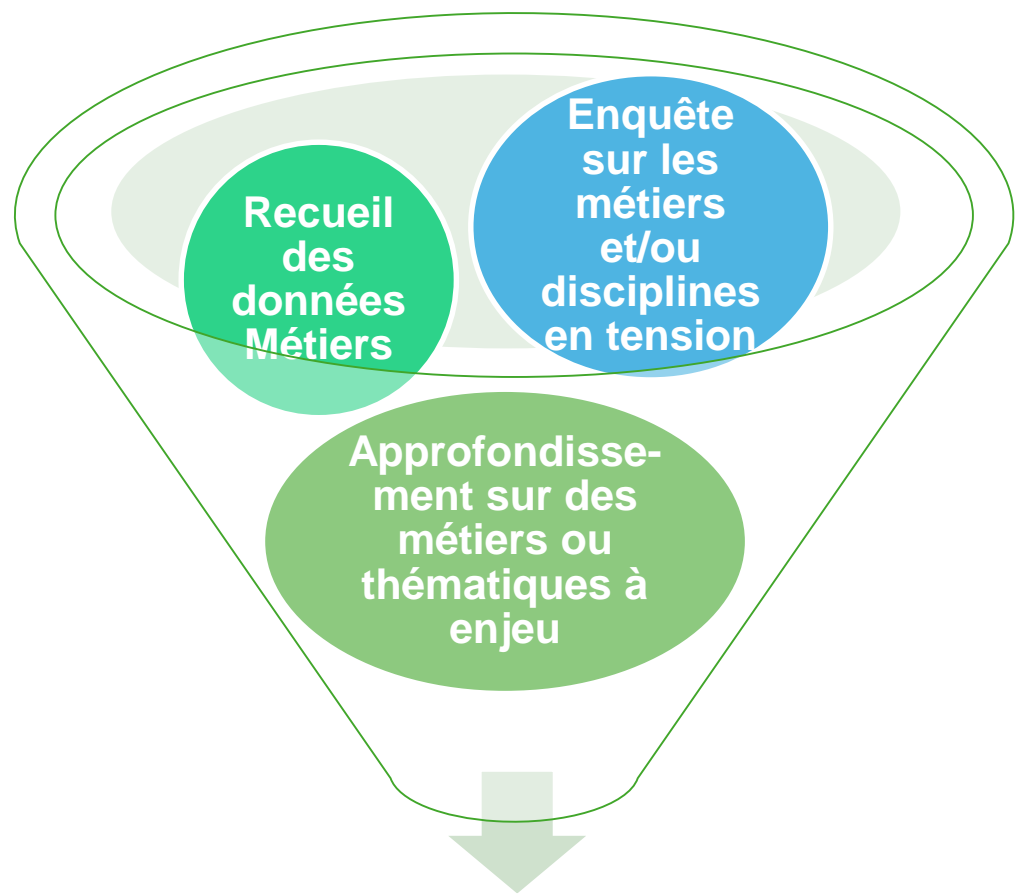 Recueil
des
données
Métiers
Enquête
sur les
métiers
et/ou
disciplines
en tension
Approfondisse-
ment sur des
métiers ou
thématiques à
enjeu